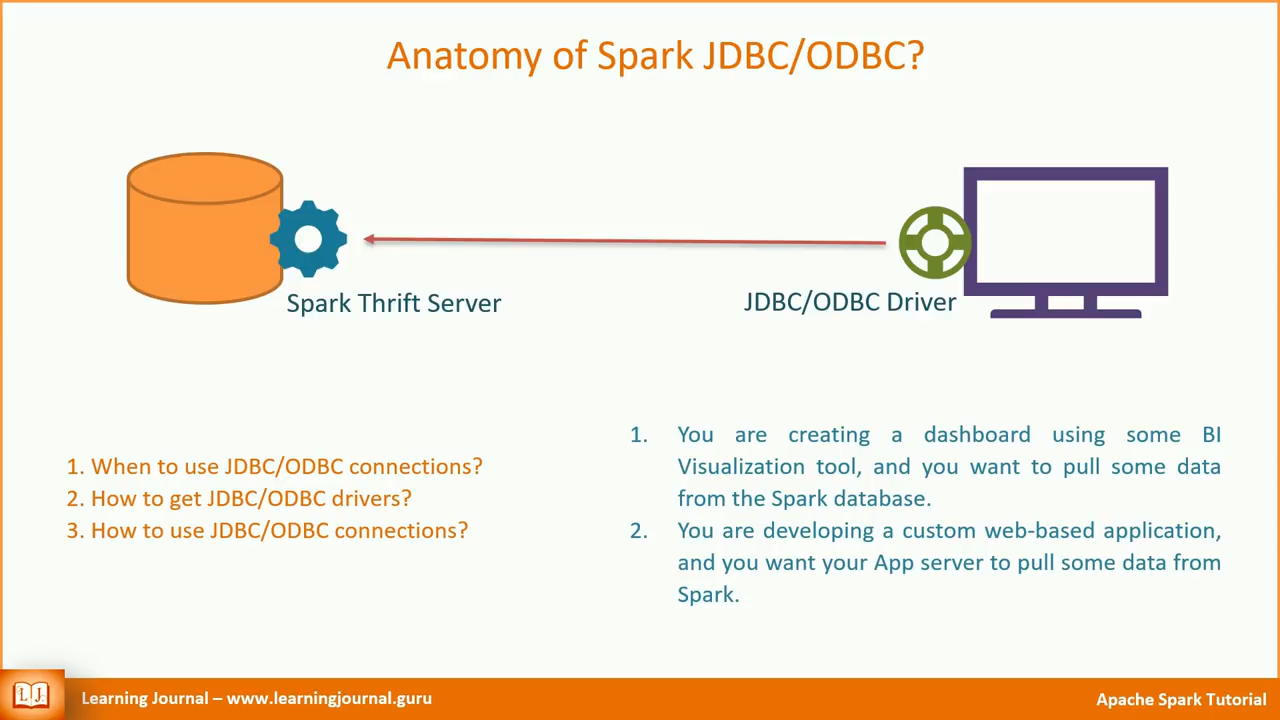 Anatomy of Spark JDBC/ODBC?
Spark Thrift Server
JDBC/ODBC Driver
1. When to use JDBC/ODBC connections?
2. How to get JDBC/ODBC drivers?
3. How to use JDBC/ODBC connections?
1. You are creating a dashboard using some BI
Visualization tool, and you want to pull some data
from the Spark database.
2. You are developing a custom web-based application,
and you want your App server to pull some data from
Spark.
L J
Learning Journal – www.learningjournal.guru
Apache Spark Tutorial